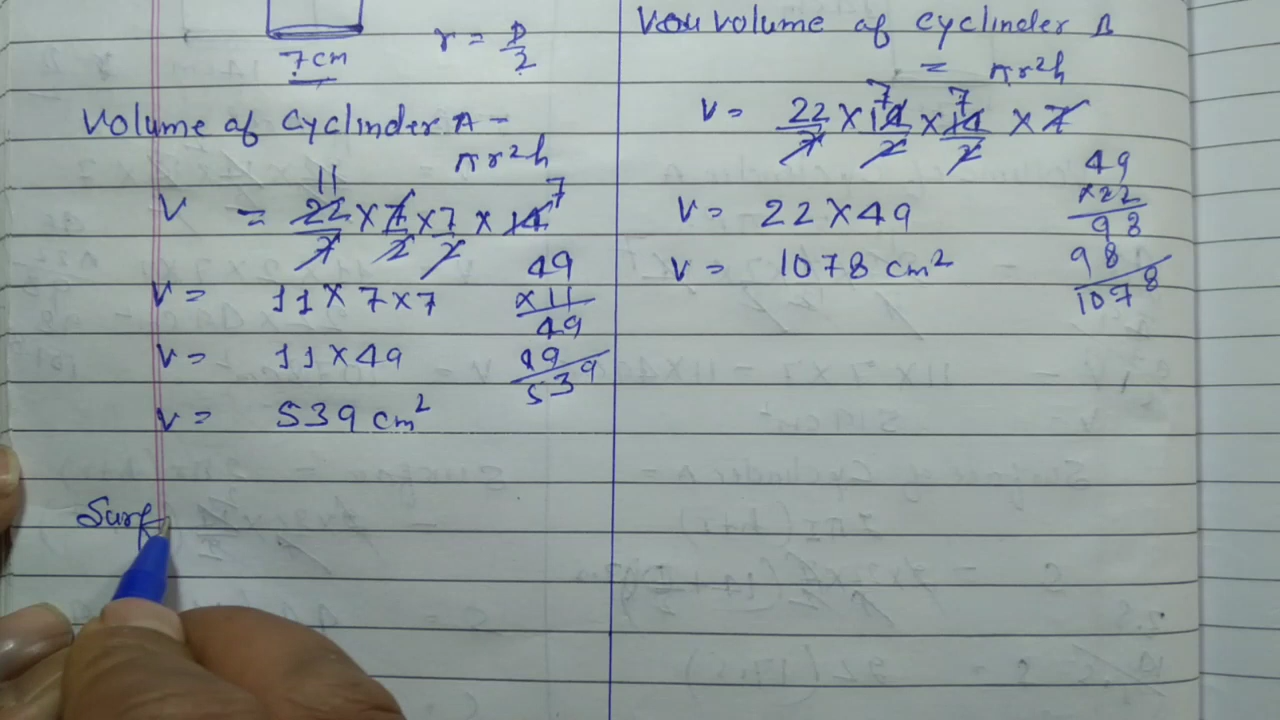 7cm
r = D/2
Volume of Cyclinder A -
πr²h
11
V = 22/7 × 7/2 × 7/2 × 14 7
V = 11 × 7 × 7
49
×11
49
49
539
V = 11 × 49
V = 539 cm²
Surf
Volume of Cyclinder B
= πr²h
7 7
V = 22/7 × 14/2 × 14/2 × 7
V = 22 × 49
49
×22
98
98
1078
V = 1078 cm²